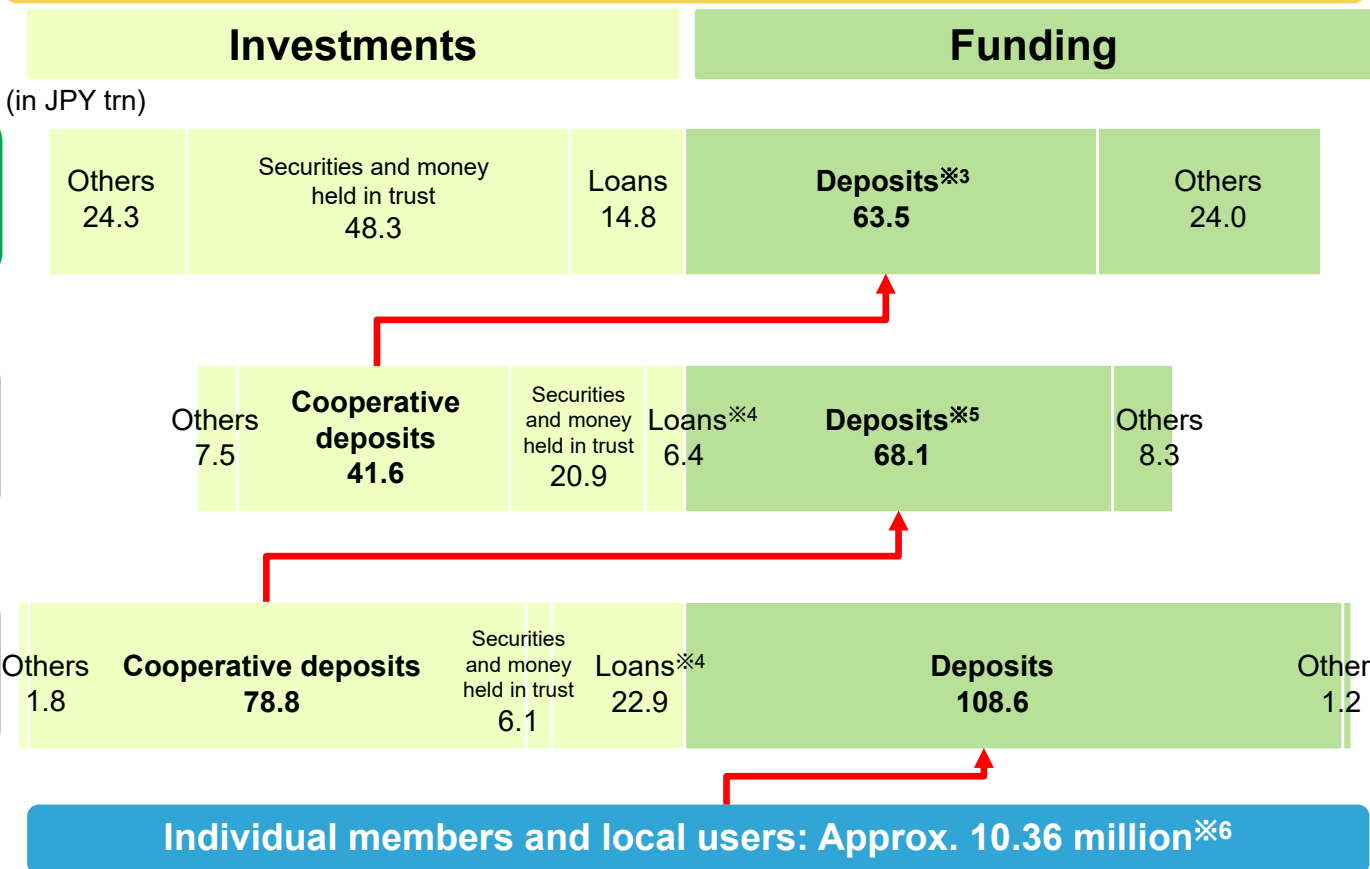 Investments
Funding
(in JPY trn)
Others
24.3
Securities and money
held in trust
48.3
Loans
14.8
Deposits※3
63.5
Others
24.0
Others
7.5
Cooperative
deposits
41.6
Securities
and money
held in trust
20.9
Loans※4
6.4
Deposits※5
68.1
Others
8.3
Others
1.8
Cooperative deposits
78.8
Securities
and money
held in trust
6.1
Loans※4
22.9
Deposits
108.6
Other
1.2
Individual members and local users: Approx. 10.36 million※6